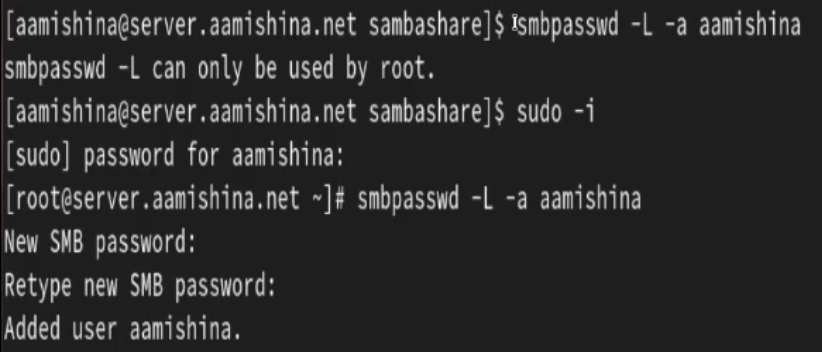 [aamishina@server.aamishina.net sambashare]$ smbpasswd -L -a aamishina
smbpasswd -L can only be used by root.
[aamishina@server.aamishina.net sambashare]$ sudo -i
[sudo] password for aamishina:
[root@server.aamishina.net ~]# smbpasswd -L -a aamishina
New SMB password:
Retype new SMB password:
Added user aamishina.